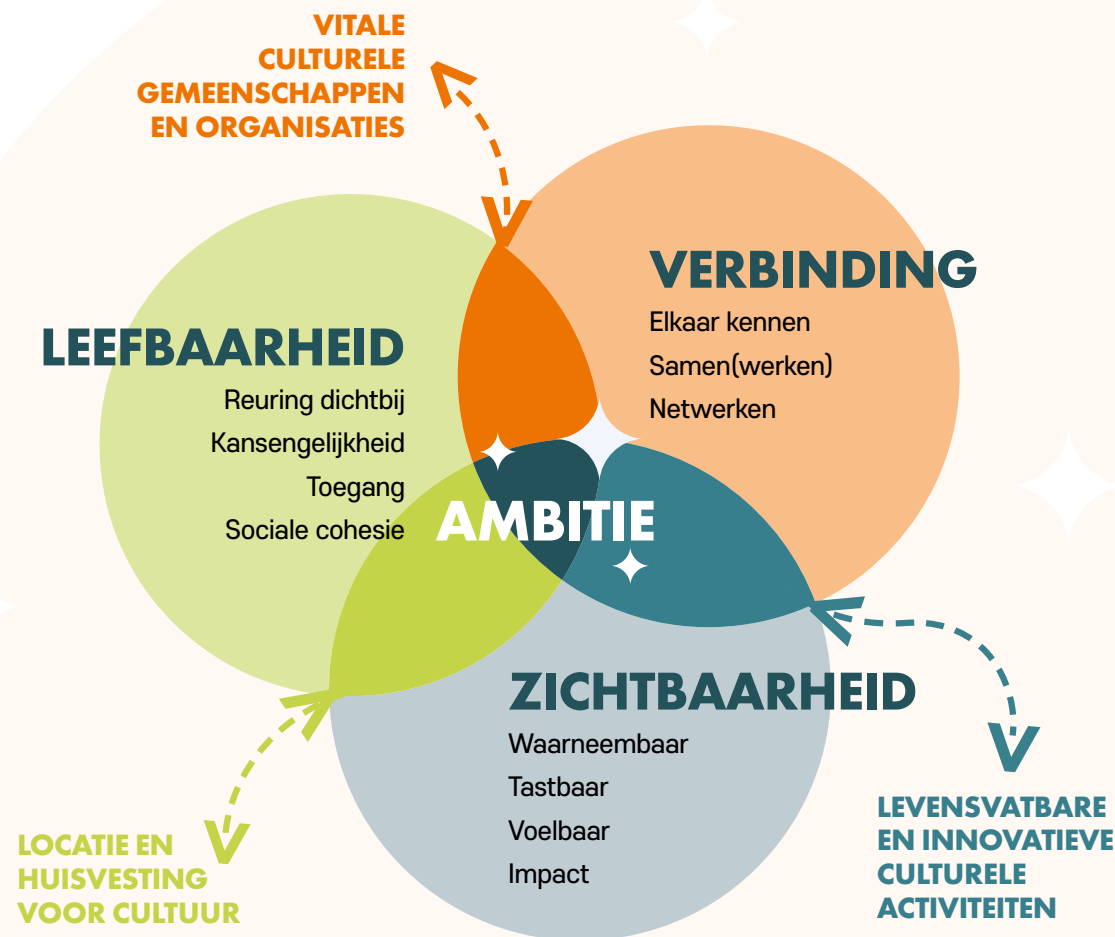 VITALE
CULTURELE
GEMEENSCHAPPEN
EN ORGANISATIES
VERBINDING
Elkaar kennen
Samen(werken)
Netwerken
LEEFBAARHEID
Reuring dichtbij
Kansengelijkheid
Toegang
Sociale cohesie
AMBITIE
ZICHTBAARHEID
Waarneembaar
Tastbaar
Voelbaar
Impact
LOCATIE EN
HUISVESTING
VOOR CULTUUR
LEVENSVATBARE
EN INNOVATIEVE
CULTURELE
ACTIVITEITEN